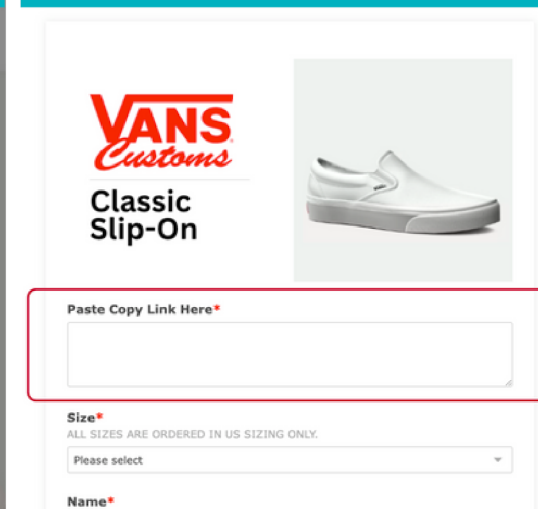 VANS
Customs
Classic
Slip-On
Paste Copy Link Here*
Size*
ALL SIZES ARE ORDERED IN US SIZING ONLY.
Please select
Name*